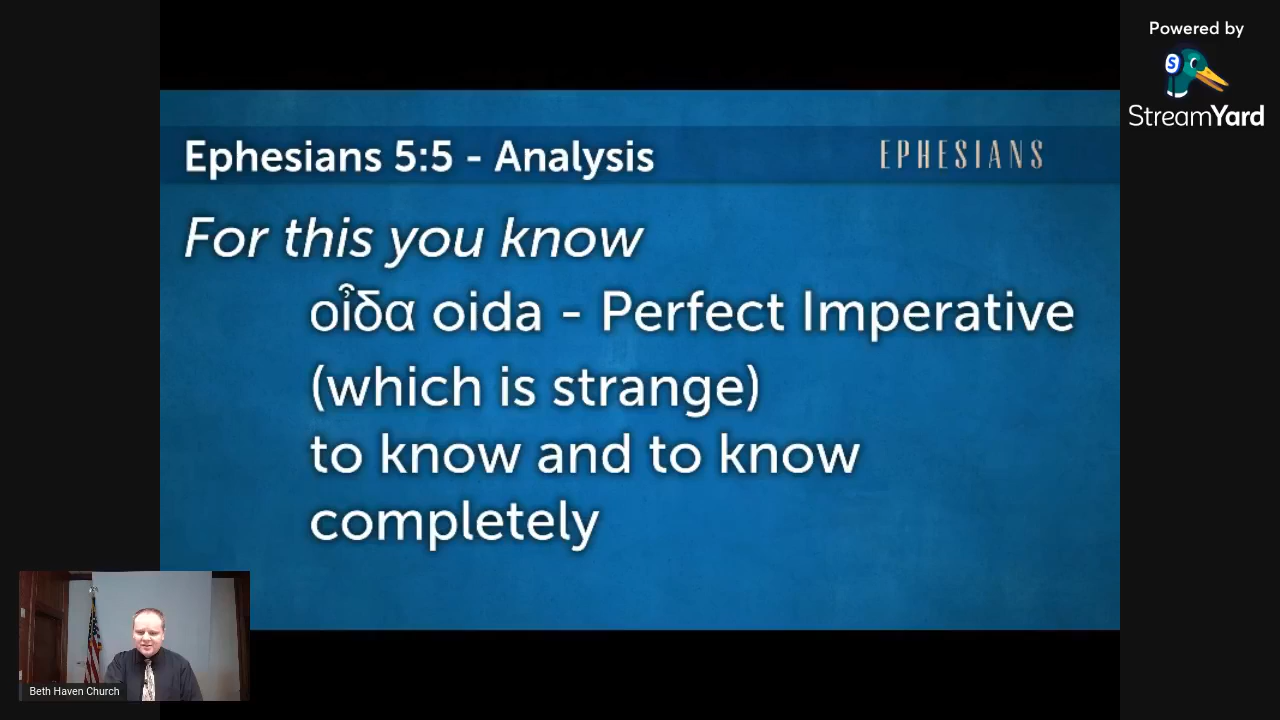 Powered by
S
StreamYard
Ephesians 5:5 - Analysis
EPHESIANS
For this you know
οἶδα oida - Perfect Imperative
(which is strange)
to know and to know
completely
Beth Haven Church